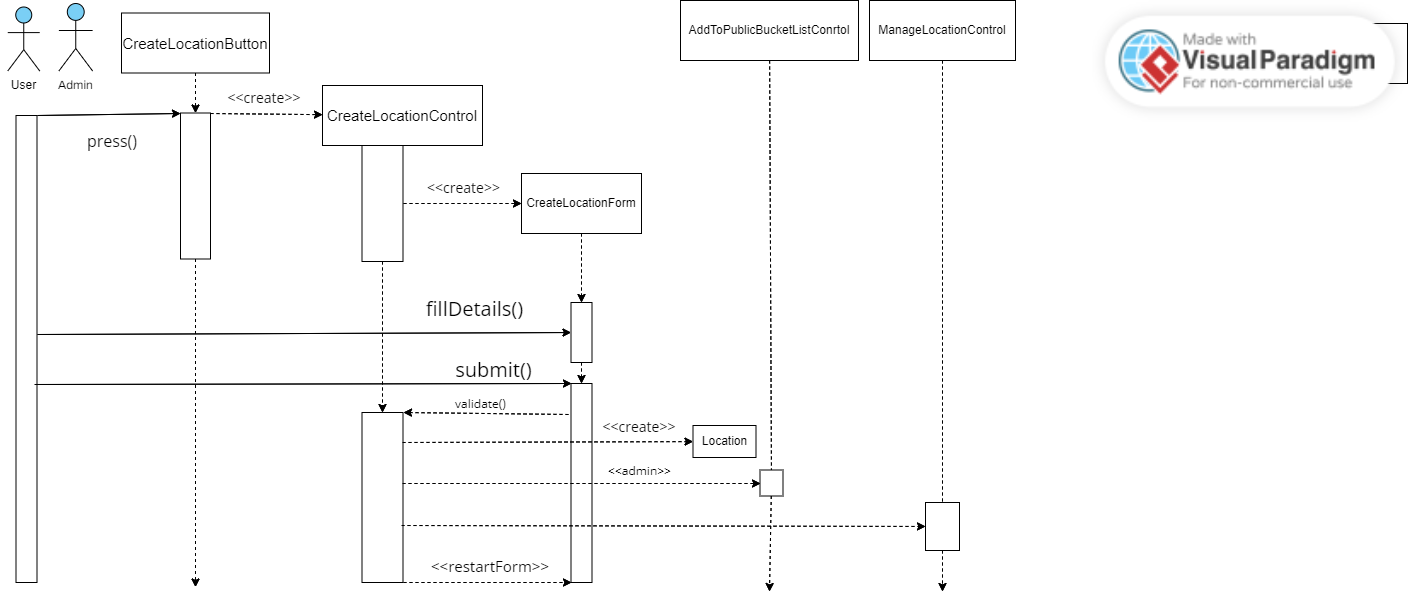 User
Admin
CreateLocationButton
AddToPublicBucketListConrtol
ManageLocationControl
Made with
Visual Paradigm
For non-commercial use
<<create>>
CreateLocationControl
press()
<<create>>
CreateLocationForm
fillDetails()
submit()
validate()
<<create>>
Location
<<admin>>
<<restartForm>>